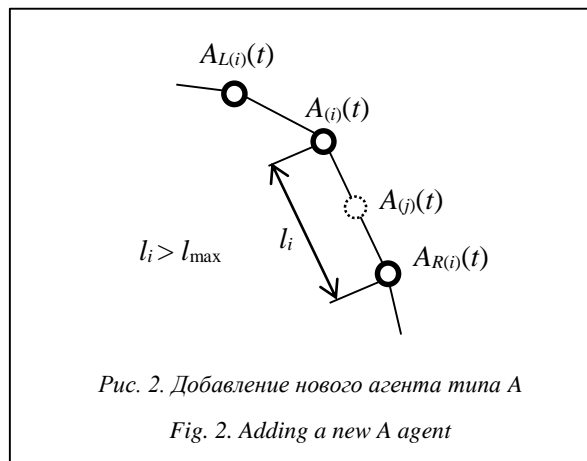 A_{L(i)}(t)
A_{(i)}(t)
A_{(j)}(t)
l_i > l_max
l_i
A_{R(i)}(t)
Рис. 2. Добавление нового агента типа А
Fig. 2. Adding a new A agent